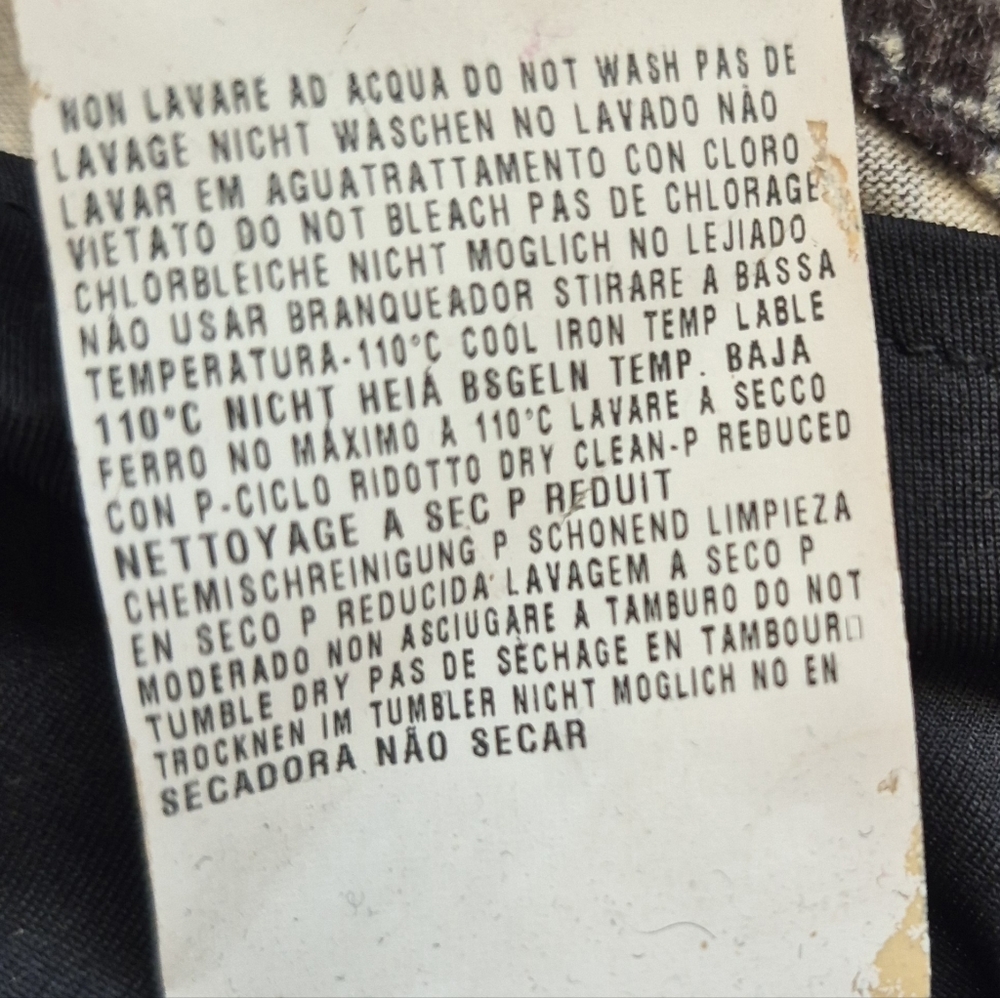 NON LAVARE AD ACQUA DO NOT WASH PAS DE
LAVAGE NICHT WASCHEN NO LAVADO NÃO
LAVAR EM AGUATRATTAMENTO CON CLORO
VIETATO DO NOT BLEACH PAS DE CHLORAGE
CHLORBLEICHE NICHT MOGLICH NO LEJIADO
NÃO USAR BRANQUEADOR STIRARE A BASSA
TEMPERATURA-110°C COOL IRON TEMP LABLE
110°C NICHT HEIÁ BSGELN TEMP. BAJA
FERRO NO MÁXIMO A 110°C LAVARE A SECCO
CON P-CICLO RIDOTTO DRY CLEAN-P REDUCED
NETTOYAGE A SEC P REDUIT
CHEMISCHREINIGUNG P SCHONEND LIMPIEZA
EN SECO P REDUCIDA LAVAGEM A SECO P
MODERADO NON ASCIUGARE A TAMBURO DO NOT
TUMBLE DRY PAS DE SÈCHAGE EN TAMBOUR□
TROCKNEN IM TUMBLER NICHT MOGLICH NO EN
SECADORA NÃO SECAR